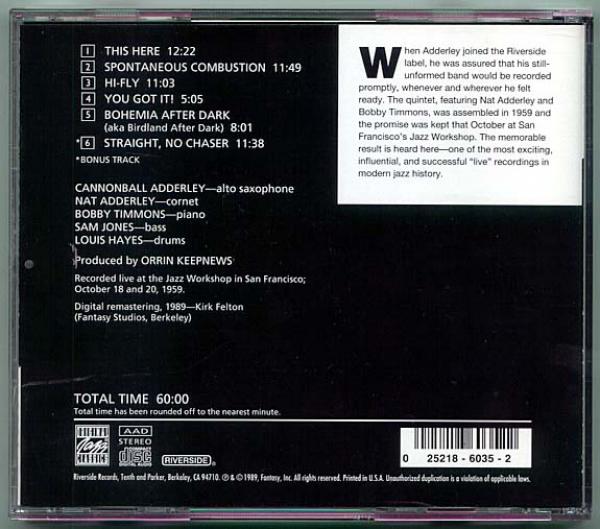 1 THIS HERE 12:22
2 SPONTANEOUS COMBUSTION 11:49
3 HI-FLY 11:03
4 YOU GOT IT! 5:05
5 BOHEMIA AFTER DARK
(aka Birdland After Dark) 8:01
*6 STRAIGHT, NO CHASER 11:38
*BONUS TRACK
CANNONBALL ADDERLEY—alto saxophone
NAT ADDERLEY—cornet
BOBBY TIMMONS—piano
SAM JONES—bass
LOUIS HAYES—drums
Produced by ORRIN KEEPNEWS
Recorded live at the Jazz Workshop in San Francisco;
October 18 and 20, 1959.
Digital remastering, 1989—Kirk Felton
(Fantasy Studios, Berkeley)
When Adderley joined the Riverside
label, he was assured that his still-
unformed band would be recorded
promptly, whenever and wherever he felt
ready. The quintet, featuring Nat Adderley and
Bobby Timmons, was assembled in 1959 and
the promise was kept that October at San
Francisco's Jazz Workshop. The memorable
result is heard here—one of the most exciting,
influential, and successful "live" recordings in
modern jazz history.
TOTAL TIME 60:00
Total time has been rounded off to the nearest minute.
ORIGINAL
Jazz
CLASSICS
AAD
STEREO
COMPACT
disc
DIGITAL AUDIO
RIVERSIDE
0 25218-6035-2
Riverside Records, Tenth and Parker, Berkeley, CA 94710. ℗ & © 1989, Fantasy, Inc. All rights reserved. Printed in U.S.A. Unauthorized duplication is a violation of applicable laws.